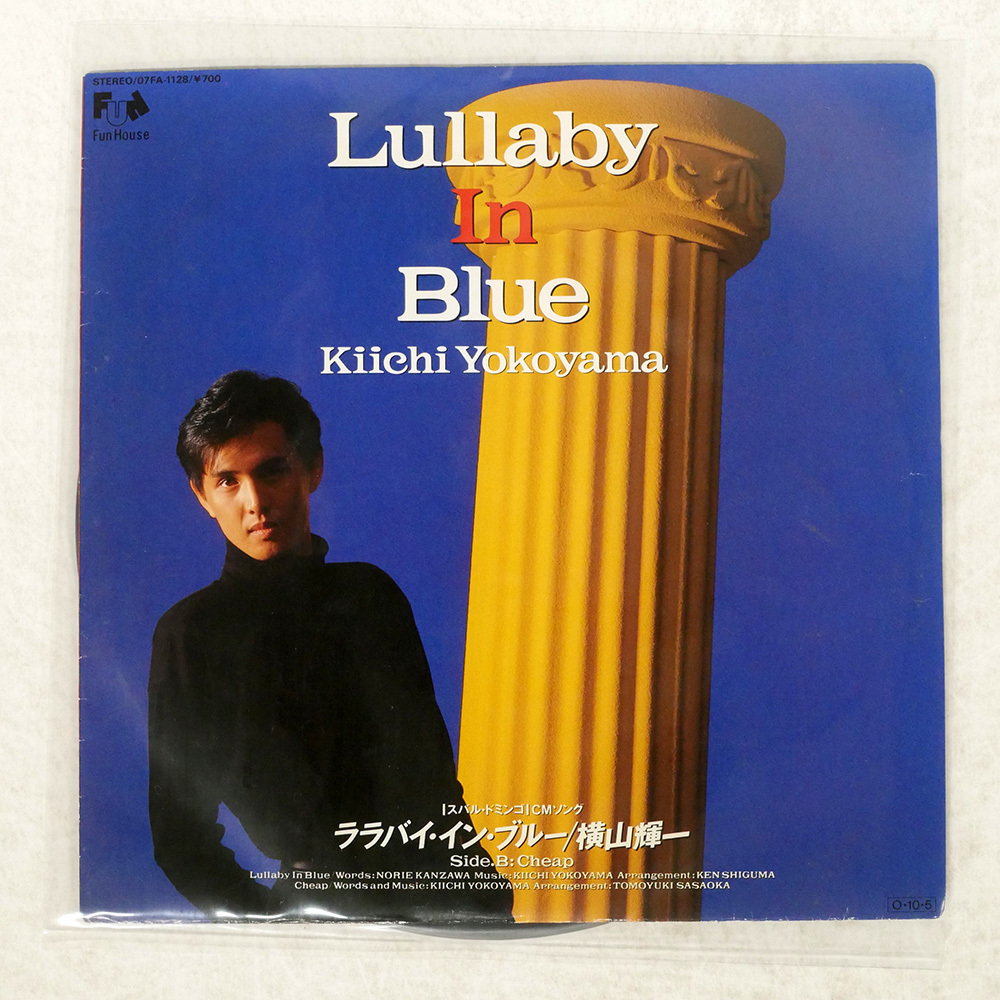 STEREO/07FA-1128/¥700
FUN
Fun House
Lullaby
In
Blue
Kiichi Yokoyama
「スバル・ドミンゴ」CMソング
ララバイ・イン・ブルー/横山輝一
Side.B: Cheap
Lullaby In Blue/Words: NORIE KANZAWA Music: KIICHI YOKOYAMA Arrangement: KEN SHIGUMA
Cheap/Words and Music: KIICHI YOKOYAMA Arrangement: TOMOYUKI SASAOKA
O・10・5